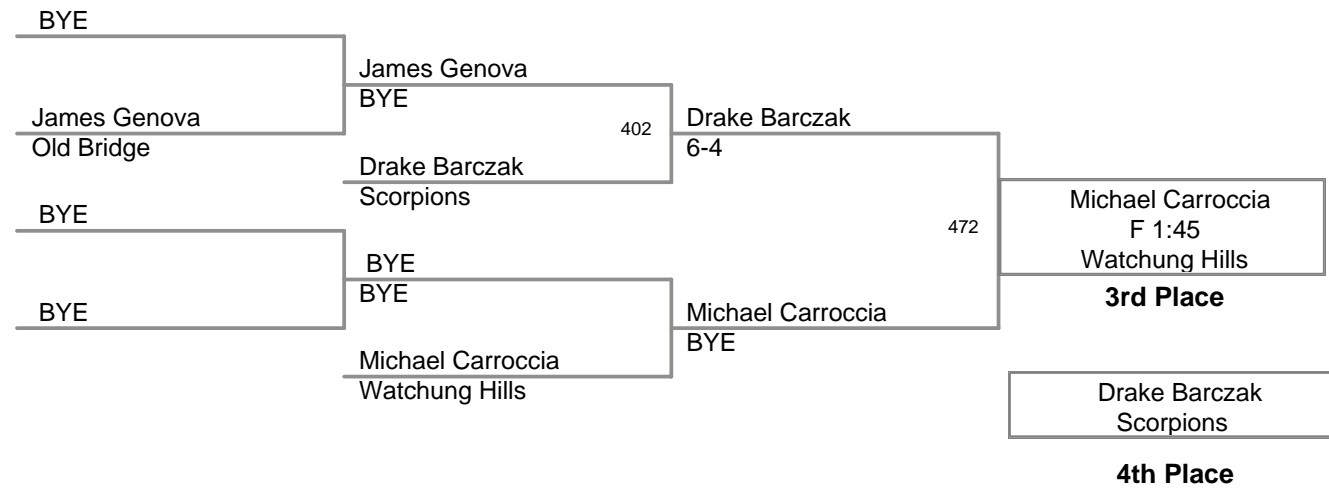 BYE
James Genova
BYE
James Genova
Old Bridge
402
Drake Barczak
6-4
Drake Barczak
Scorpions
BYE
472
Michael Carroccia
F 1:45
Watchung Hills
3rd Place
BYE
BYE
BYE
Michael Carroccia
BYE
Michael Carroccia
Watchung Hills
Drake Barczak
Scorpions
4th Place